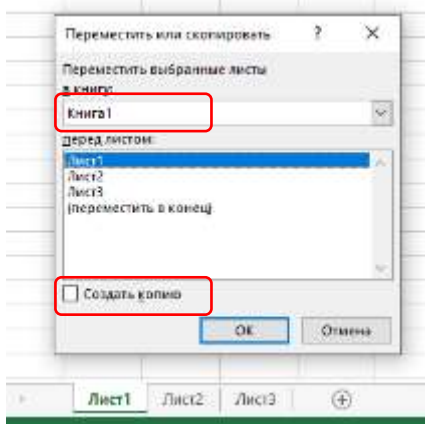 Переместить или скопировать ? ×
Переместить выбранные листы
в книгу:
Книга1
перед листом:
Лист1
Лист2
Лист3
(переместить в конец)
Создать копию
ОК Отмена
Лист1 Лист2 Лист3